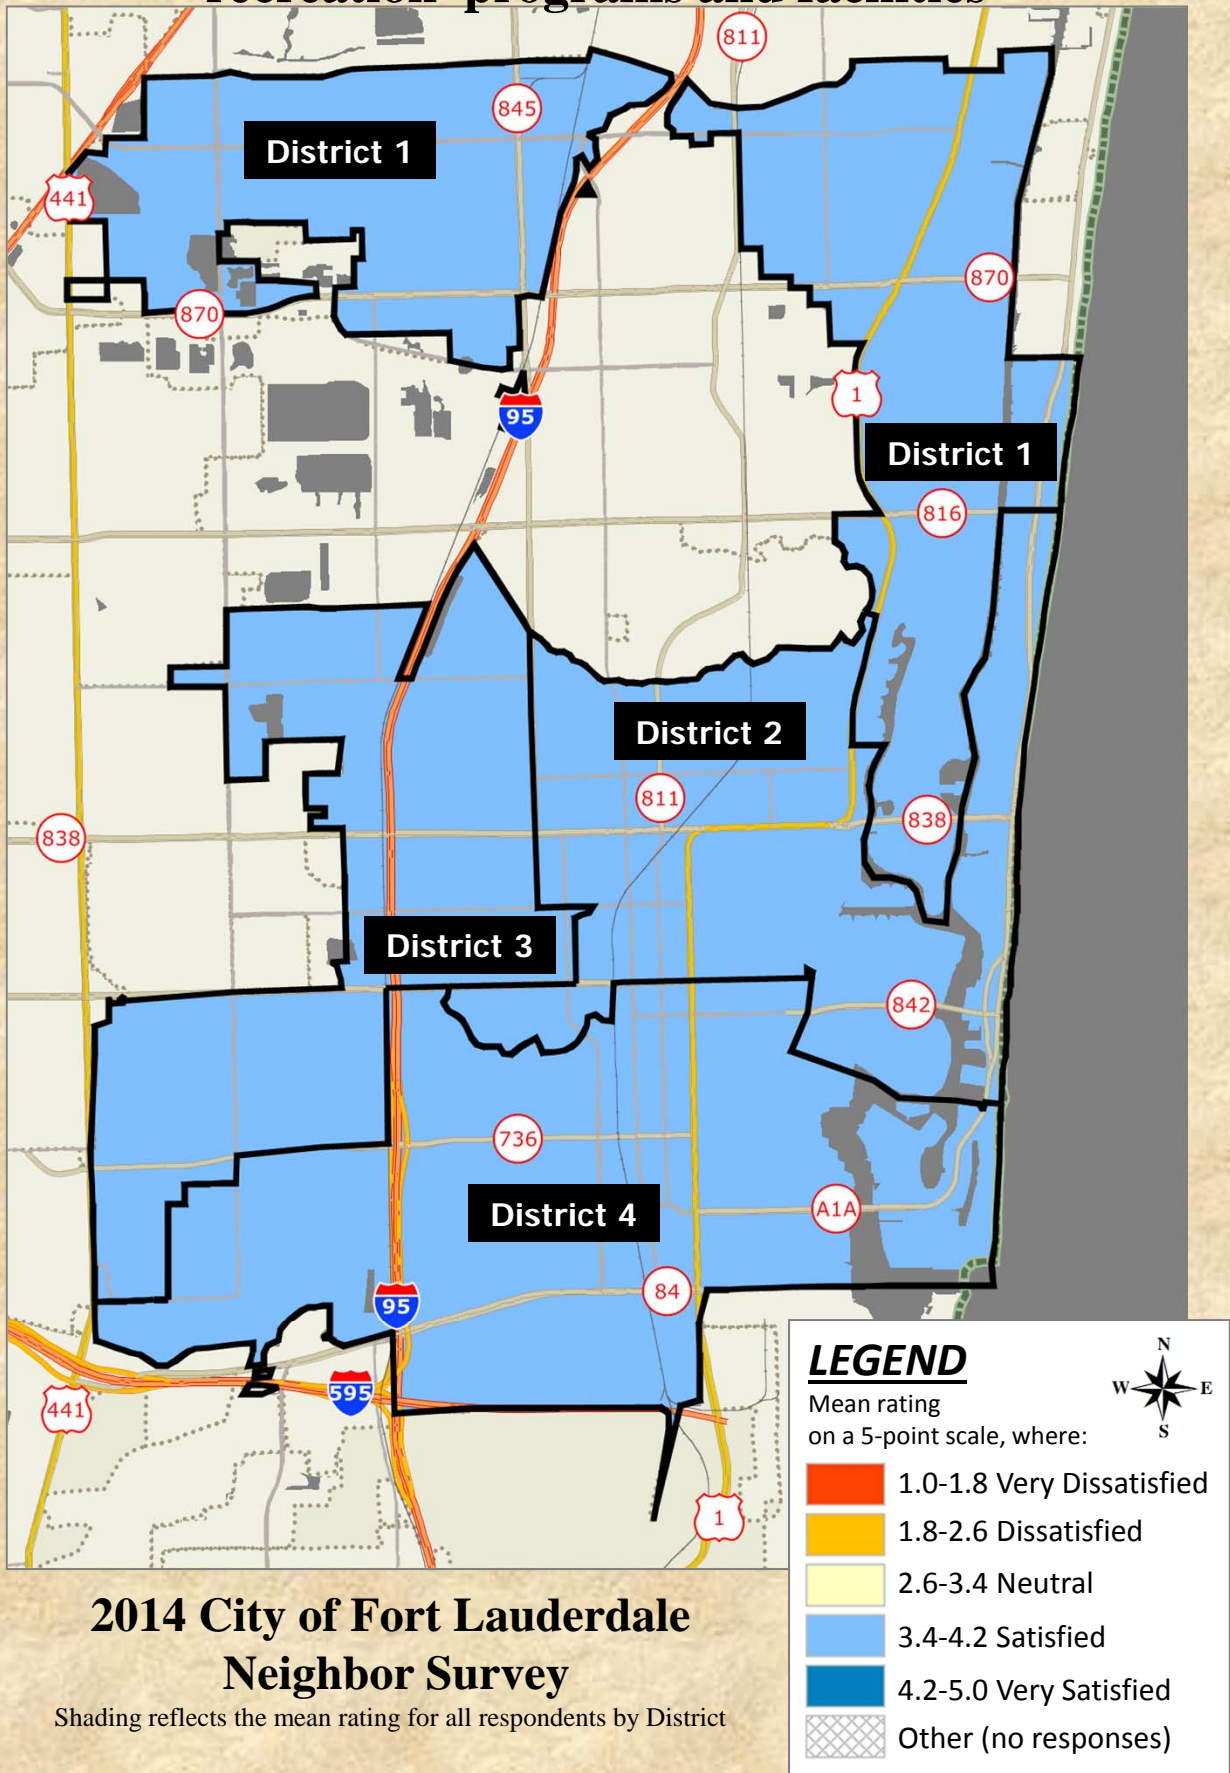 recreation programs and facilities
811
845
District 1
441
870
870
1
95
District 1
816
District 2
811
838
838
District 3
842
736
District 4
A1A
84
95
595
441
1
LEGEND
N
W E
S
Mean rating
on a 5-point scale, where:
1.0-1.8 Very Dissatisfied
1.8-2.6 Dissatisfied
2.6-3.4 Neutral
3.4-4.2 Satisfied
4.2-5.0 Very Satisfied
Other (no responses)
2014 City of Fort Lauderdale
Neighbor Survey
Shading reflects the mean rating for all respondents by District